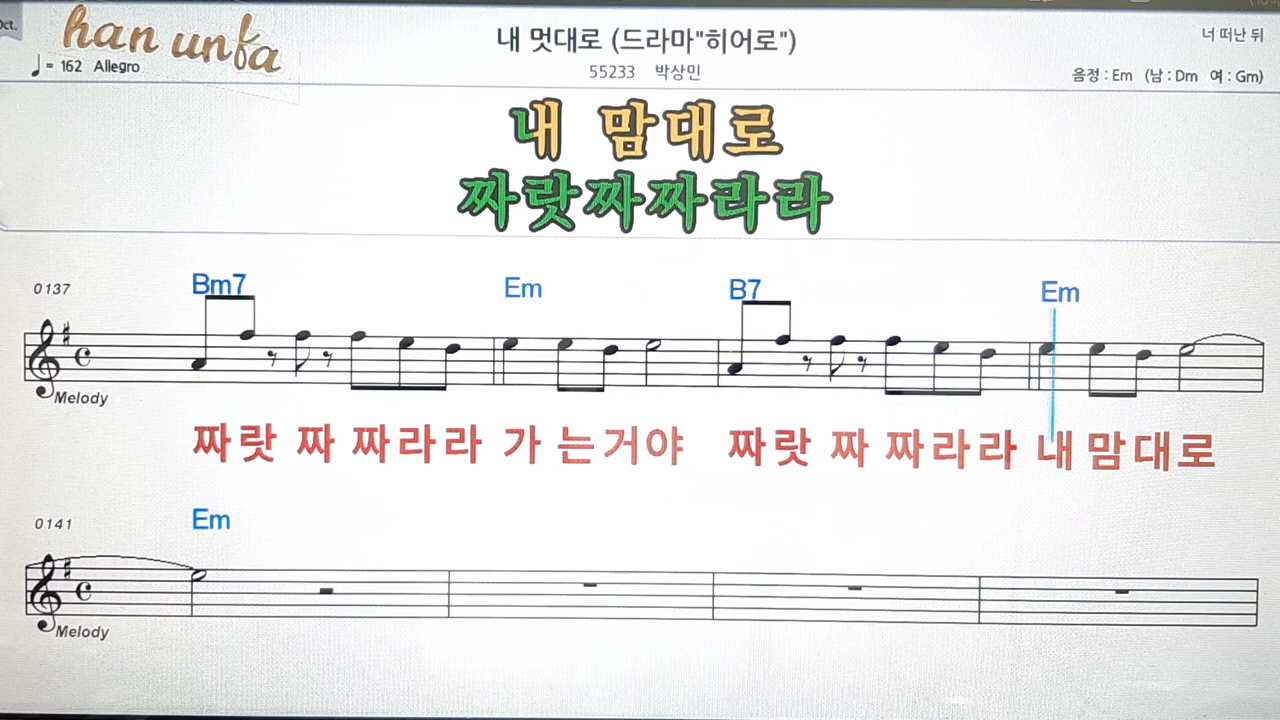 Oct.
han unfa
♩= 162 Allegro
내 멋대로 (드라마"히어로")
55233 박상민
너 떠난 뒤
음정 : Em (남 : Dm 여 : Gm)
내 맘대로
짜랏짜짜라라
0137
Bm7 Em B7 Em
Melody
짜랏 짜 짜라라 가 는거야 짜랏 짜 짜라라 내 맘대로
0141
Em
Melody